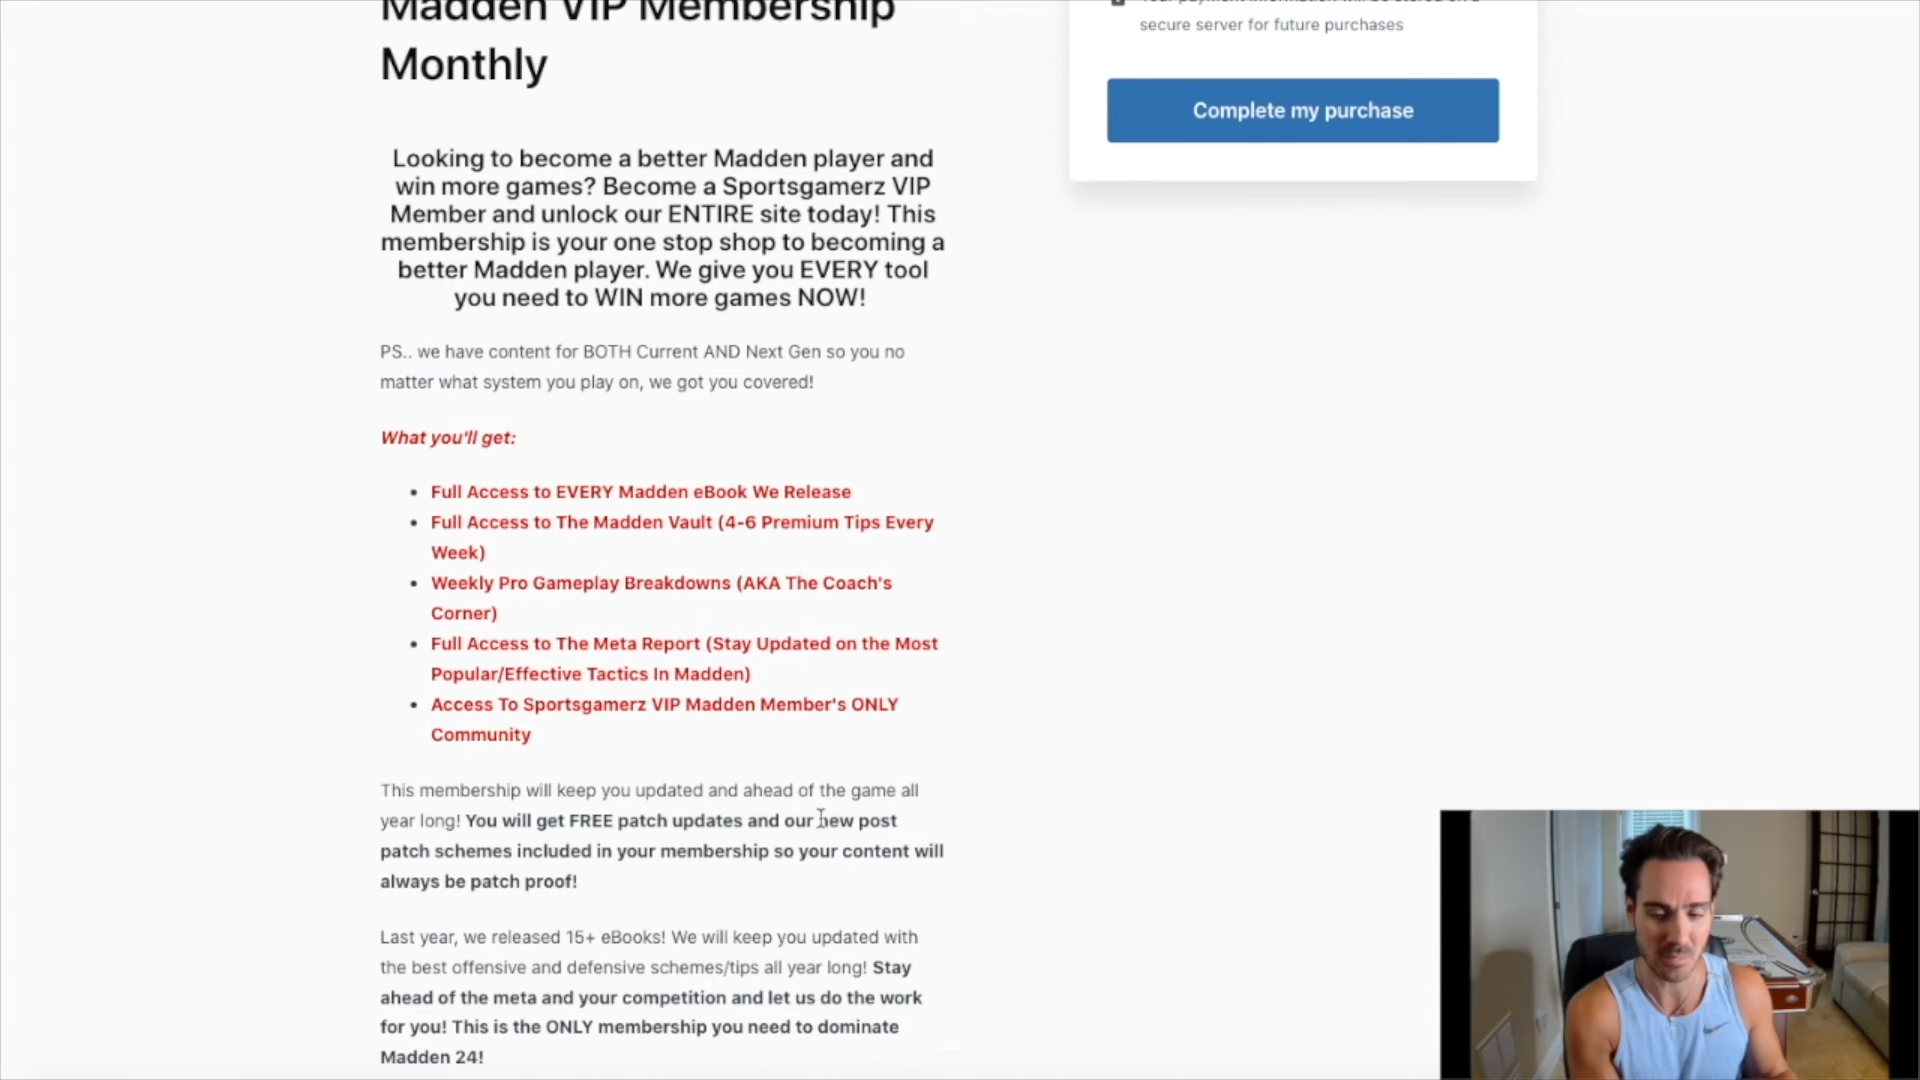 Madden VIP Membership
Monthly
Looking to become a better Madden player and
win more games? Become a Sportsgamerz VIP
Member and unlock our ENTIRE site today! This
membership is your one stop shop to becoming a
better Madden player. We give you EVERY tool
you need to WIN more games NOW!
PS.. we have content for BOTH Current AND Next Gen so you no
matter what system you play on, we got you covered!
What you'll get:
Full Access to EVERY Madden eBook We Release
Full Access to The Madden Vault (4-6 Premium Tips Every
Week)
Weekly Pro Gameplay Breakdowns (AKA The Coach's
Corner)
Full Access to The Meta Report (Stay Updated on the Most
Popular/Effective Tactics In Madden)
Access To Sportsgamerz VIP Madden Member's ONLY
Community
This membership will keep you updated and ahead of the game all
year long! You will get FREE patch updates and our new post
patch schemes included in your membership so your content will
always be patch proof!
Last year, we released 15+ eBooks! We will keep you updated with
the best offensive and defensive schemes/tips all year long! Stay
ahead of the meta and your competition and let us do the work
for you! This is the ONLY membership you need to dominate
Madden 24!
Your payment information will be stored on a
secure server for future purchases
Complete my purchase